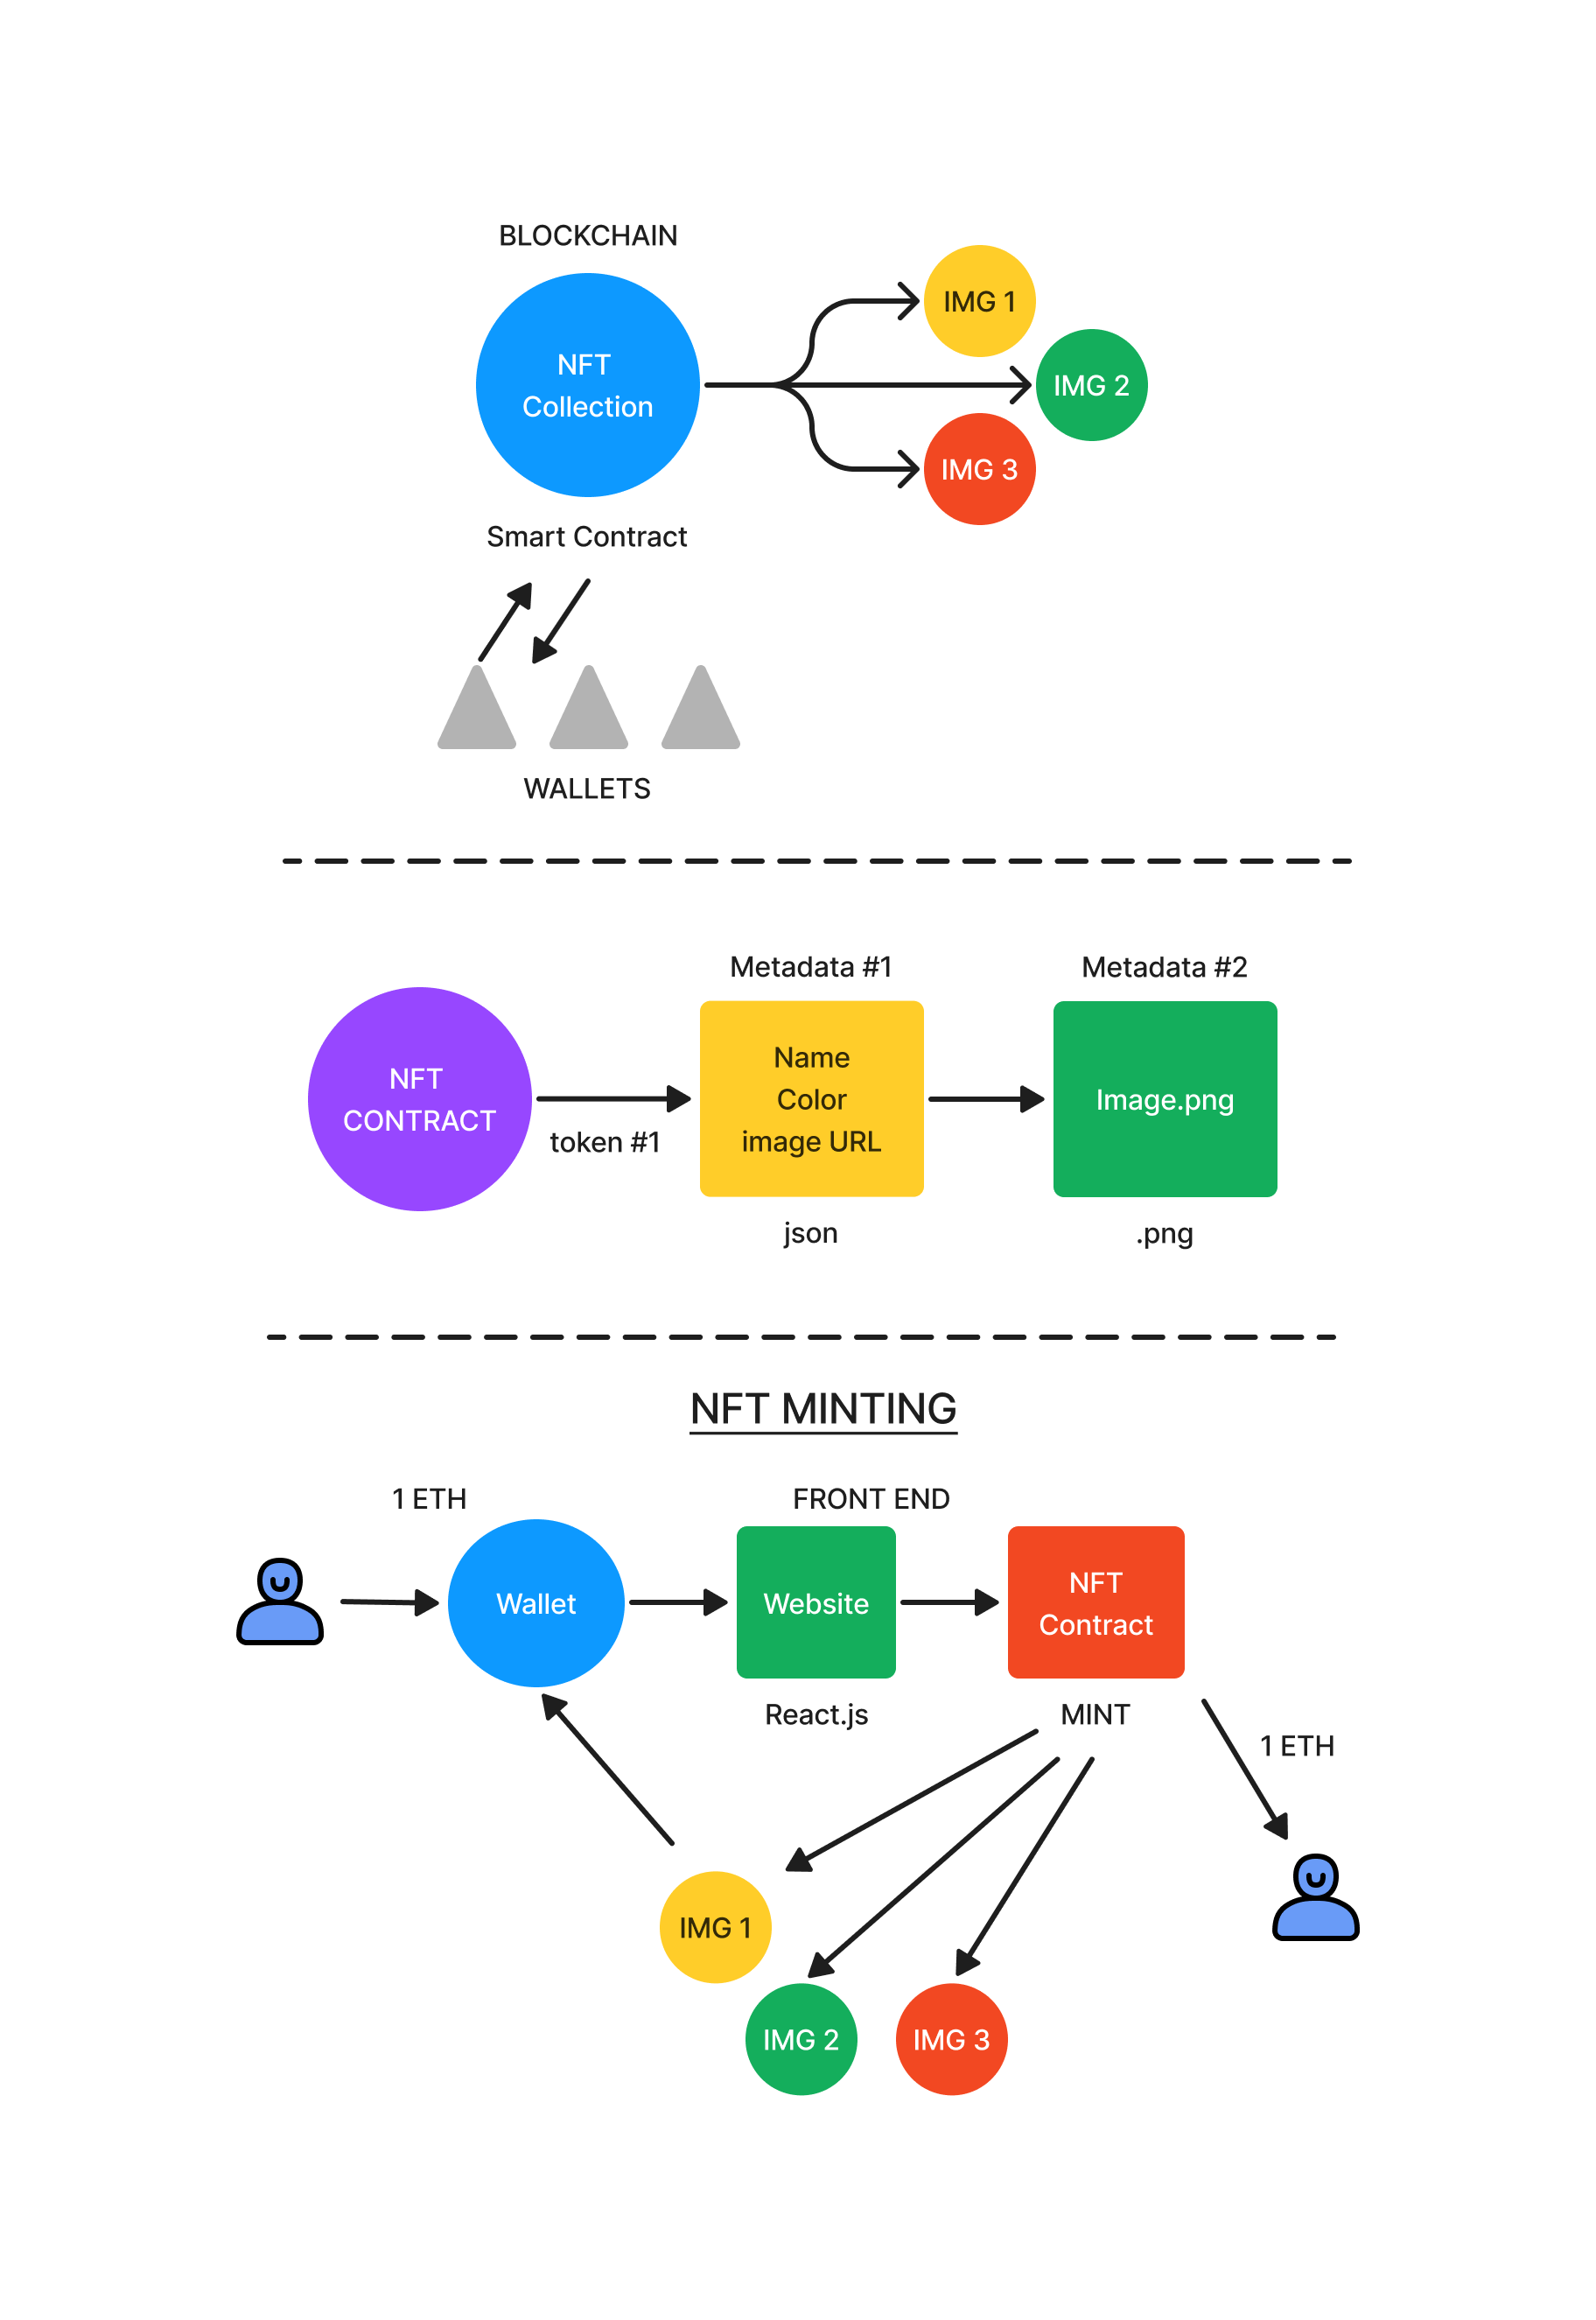 BLOCKCHAIN
NFT
Collection
IMG 1
IMG 2
IMG 3
Smart Contract
WALLETS
Metadata #1
Metadata #2
NFT
CONTRACT
token #1
Name
Color
image URL
Image.png
json
.png
NFT MINTING
1 ETH
FRONT END
Wallet
Website
NFT
Contract
React.js
MINT
1 ETH
IMG 1
IMG 2
IMG 3